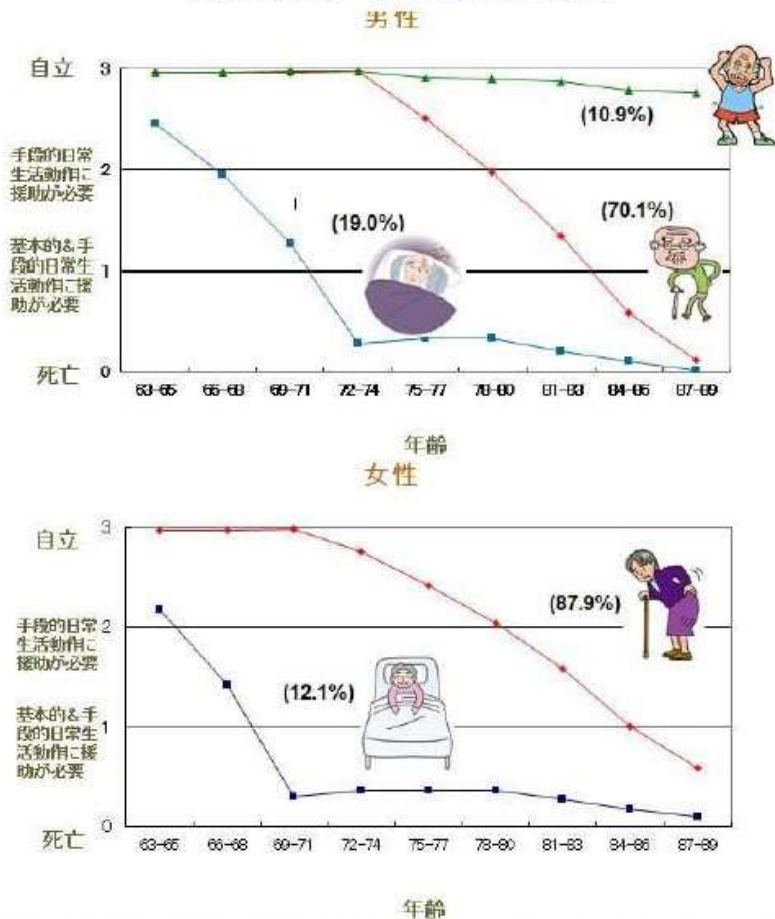 男性
自立
3
手段的日常
生活動作に
援助が必要
2
(10.9%)
(19.0%)
(70.1%)
基本的&手
段的日常生
活動作に援
助が必要
1
死亡
0
63-65 66-68 69-71 72-74 75-77 78-80 81-83 84-86 87-89
年齢
女性
自立
3
手段的日常
生活動作に
援助が必要
2
(87.9%)
(12.1%)
基本的&手
段的日常生
活動作に援
助が必要
1
死亡
0
63-65 66-68 69-71 72-74 75-77 78-80 81-83 84-86 87-89
年齢